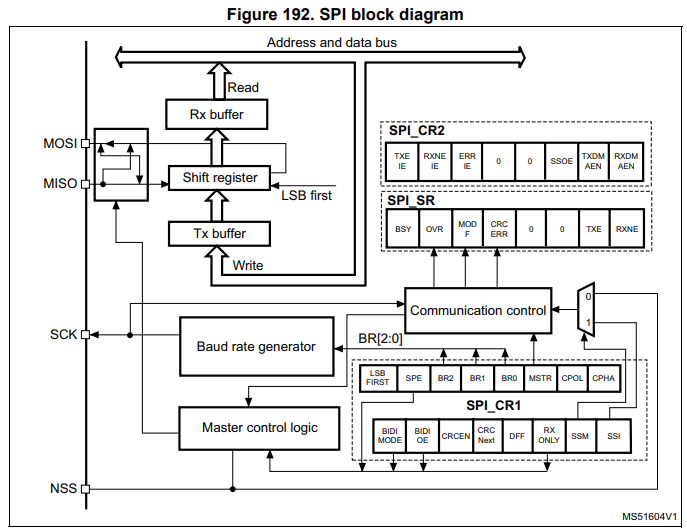 Figure 192. SPI block diagram
Address and data bus
Read
Rx buffer
MOSI
MISO
Shift register
LSB first
Tx buffer
Write
SPI_CR2
TXE
IE
RXNE
IE
ERR
IE
0
0
SSOE
TXDM
AEN
RXDM
AEN
SPI_SR
BSY
OVR
MOD
F
CRC
ERR
0
0
TXE
RXNE
Communication control
0
1
SCK
Baud rate generator
BR[2:0]
LSB
FIRST
SPE
BR2
BR1
BR0
MSTR
CPOL
CPHA
SPI_CR1
Master control logic
BIDI
MODE
BIDI
OE
CRCEN
CRC
Next
DFF
RX
ONLY
SSM
SSI
NSS
MS51604V1